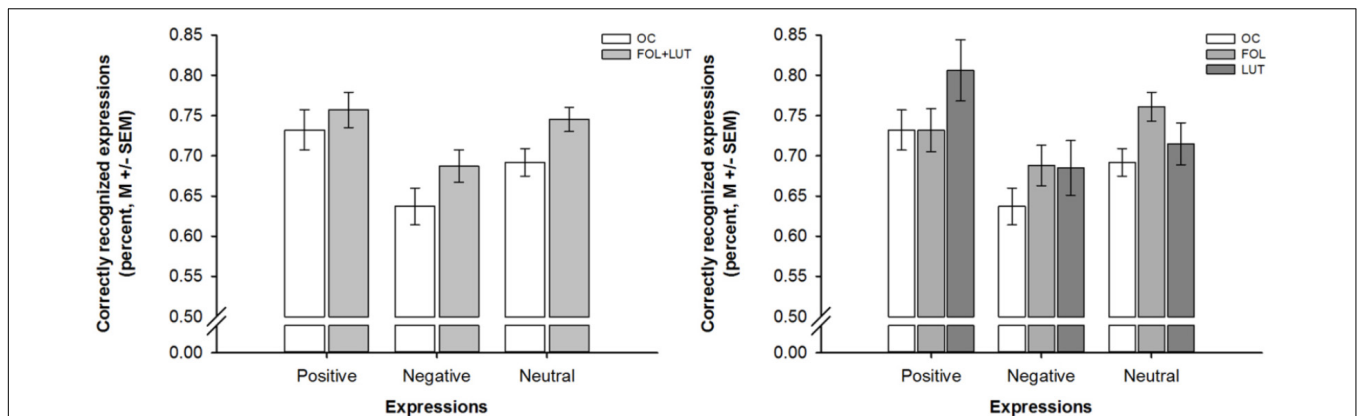 Correctly recognized expressions
(percent, M +/- SEM)
0.85
0.80
0.75
0.70
0.65
0.60
0.55
0.50
0.00
OC
FOL+LUT
Positive
Negative
Neutral
Expressions
Correctly recognized expressions
(percent, M +/- SEM)
0.85
0.80
0.75
0.70
0.65
0.60
0.55
0.50
0.00
OC
FOL
LUT
Positive
Negative
Neutral
Expressions